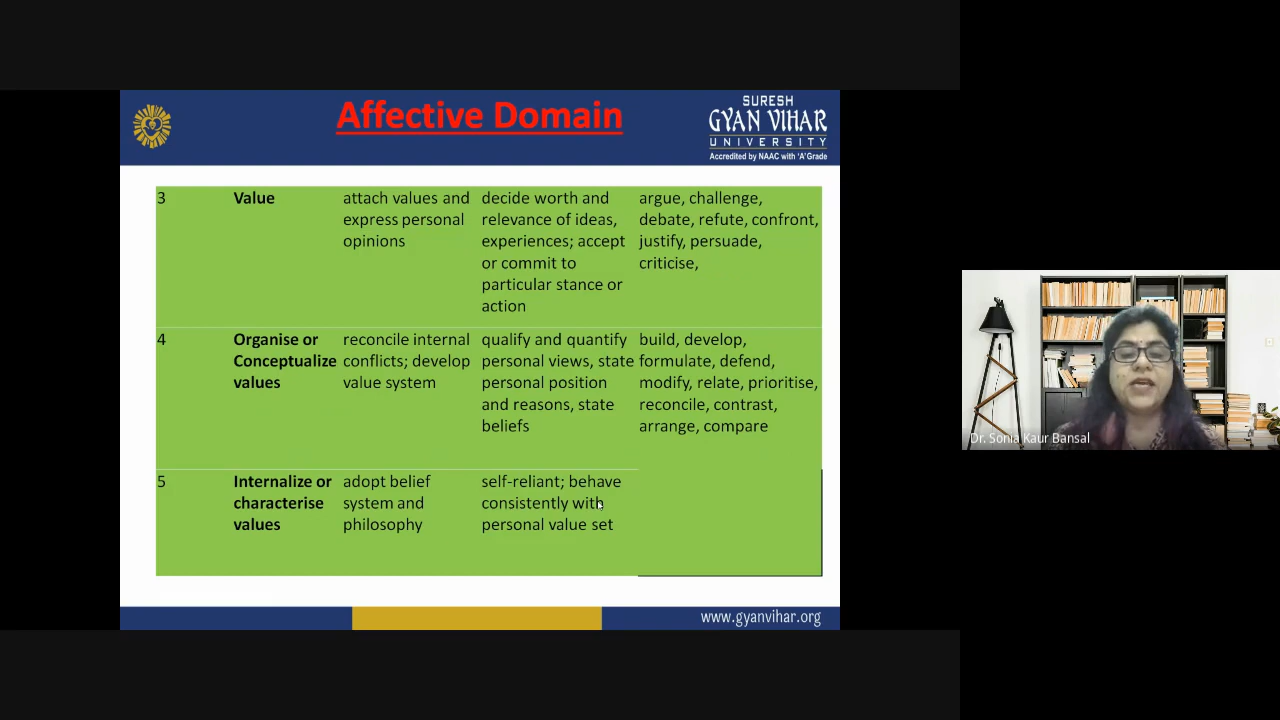 Affective Domain
SURESH
GYAN VIHAR
UNIVERSITY
Accredited by NAAC with 'A' Grade
3
Value
attach values and
express personal
opinions
decide worth and
relevance of ideas,
experiences; accept
or commit to
particular stance or
action
argue, challenge,
debate, refute, confront,
justify, persuade,
criticise,
4
Organise or
Conceptualize
values
reconcile internal
conflicts; develop
value system
qualify and quantify
personal views, state
personal position
and reasons, state
beliefs
build, develop,
formulate, defend,
modify, relate, prioritise,
reconcile, contrast,
arrange, compare
5
Internalize or
characterise
values
adopt belief
system and
philosophy
self-reliant; behave
consistently with
personal value set
www.gyanvihar.org
Dr. Sonia Kaur Bansal